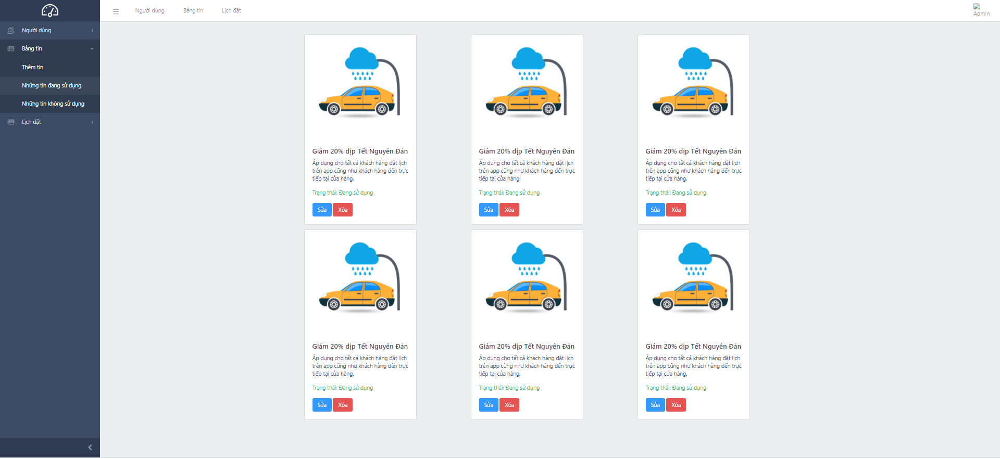 Người dùng
Bảng tin
Lịch đặt
Admin
Người dùng
Bảng tin
Thêm tin
Những tin đang sử dụng
Những tin không sử dụng
Lịch đặt
Giảm 20% dịp Tết Nguyên Đán
Áp dụng cho tất cả khách hàng đặt lịch
trên app cũng như khách hàng đến trực
tiếp tại cửa hàng.
Trạng thái: Đang sử dụng
Sửa
Xóa
Giảm 20% dịp Tết Nguyên Đán
Áp dụng cho tất cả khách hàng đặt lịch
trên app cũng như khách hàng đến trực
tiếp tại cửa hàng.
Trạng thái: Đang sử dụng
Sửa
Xóa
Giảm 20% dịp Tết Nguyên Đán
Áp dụng cho tất cả khách hàng đặt lịch
trên app cũng như khách hàng đến trực
tiếp tại cửa hàng.
Trạng thái: Đang sử dụng
Sửa
Xóa
Giảm 20% dịp Tết Nguyên Đán
Áp dụng cho tất cả khách hàng đặt lịch
trên app cũng như khách hàng đến trực
tiếp tại cửa hàng.
Trạng thái: Đang sử dụng
Sửa
Xóa
Giảm 20% dịp Tết Nguyên Đán
Áp dụng cho tất cả khách hàng đặt lịch
trên app cũng như khách hàng đến trực
tiếp tại cửa hàng.
Trạng thái: Đang sử dụng
Sửa
Xóa
Giảm 20% dịp Tết Nguyên Đán
Áp dụng cho tất cả khách hàng đặt lịch
trên app cũng như khách hàng đến trực
tiếp tại cửa hàng.
Trạng thái: Đang sử dụng
Sửa
Xóa